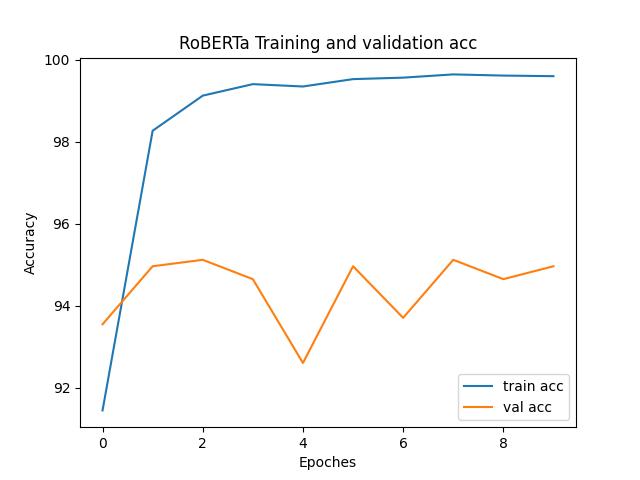 RoBERTa Training and validation acc
100
98
96
94
92
Accuracy
0
2
4
6
8
Epoches
train acc
val acc